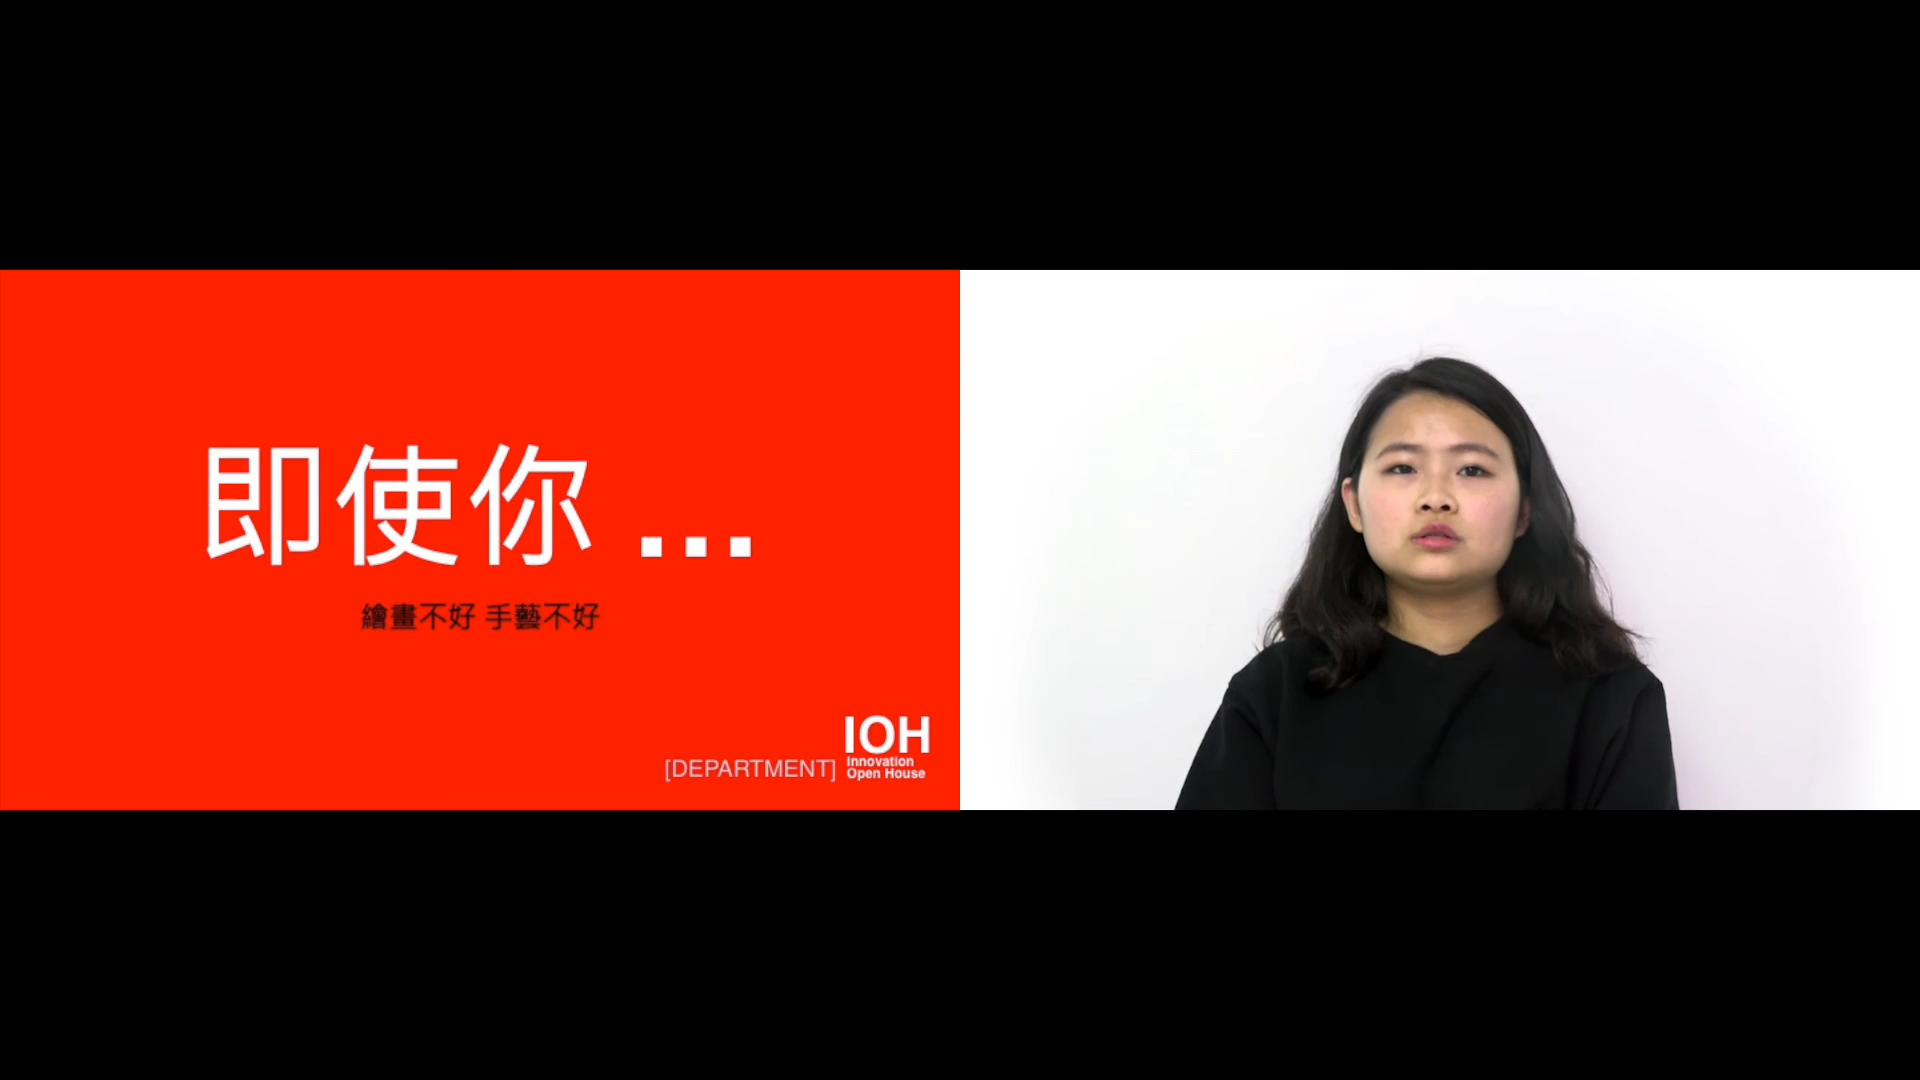 即使你 ...
繪畫不好 手藝不好
[DEPARTMENT]
IOH
Innovation
Open House